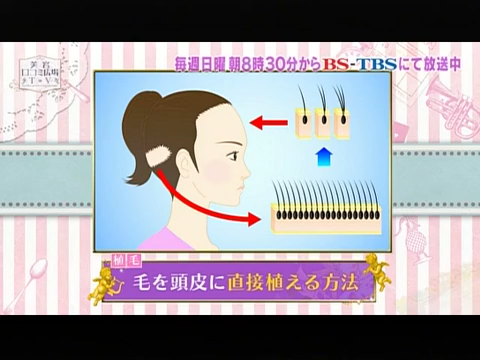 美容
口コミ広場
TV
毎週日曜 朝8時30分からBS-TBSにて放送中
植毛
毛を頭皮に直接植える方法